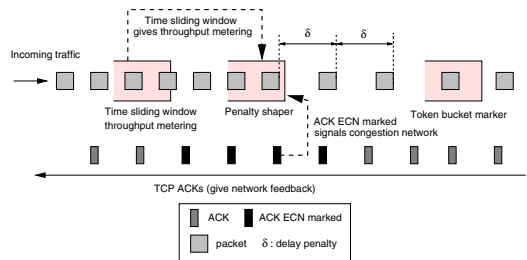 Time sliding window
gives throughput metering
δ
δ
Incoming traffic
Time sliding window
throughput metering
Penalty shaper
Token bucket marker
ACK ECN marked
signals congestion network
TCP ACKs (give network feedback)
ACK
ACK ECN marked
packet
δ : delay penalty